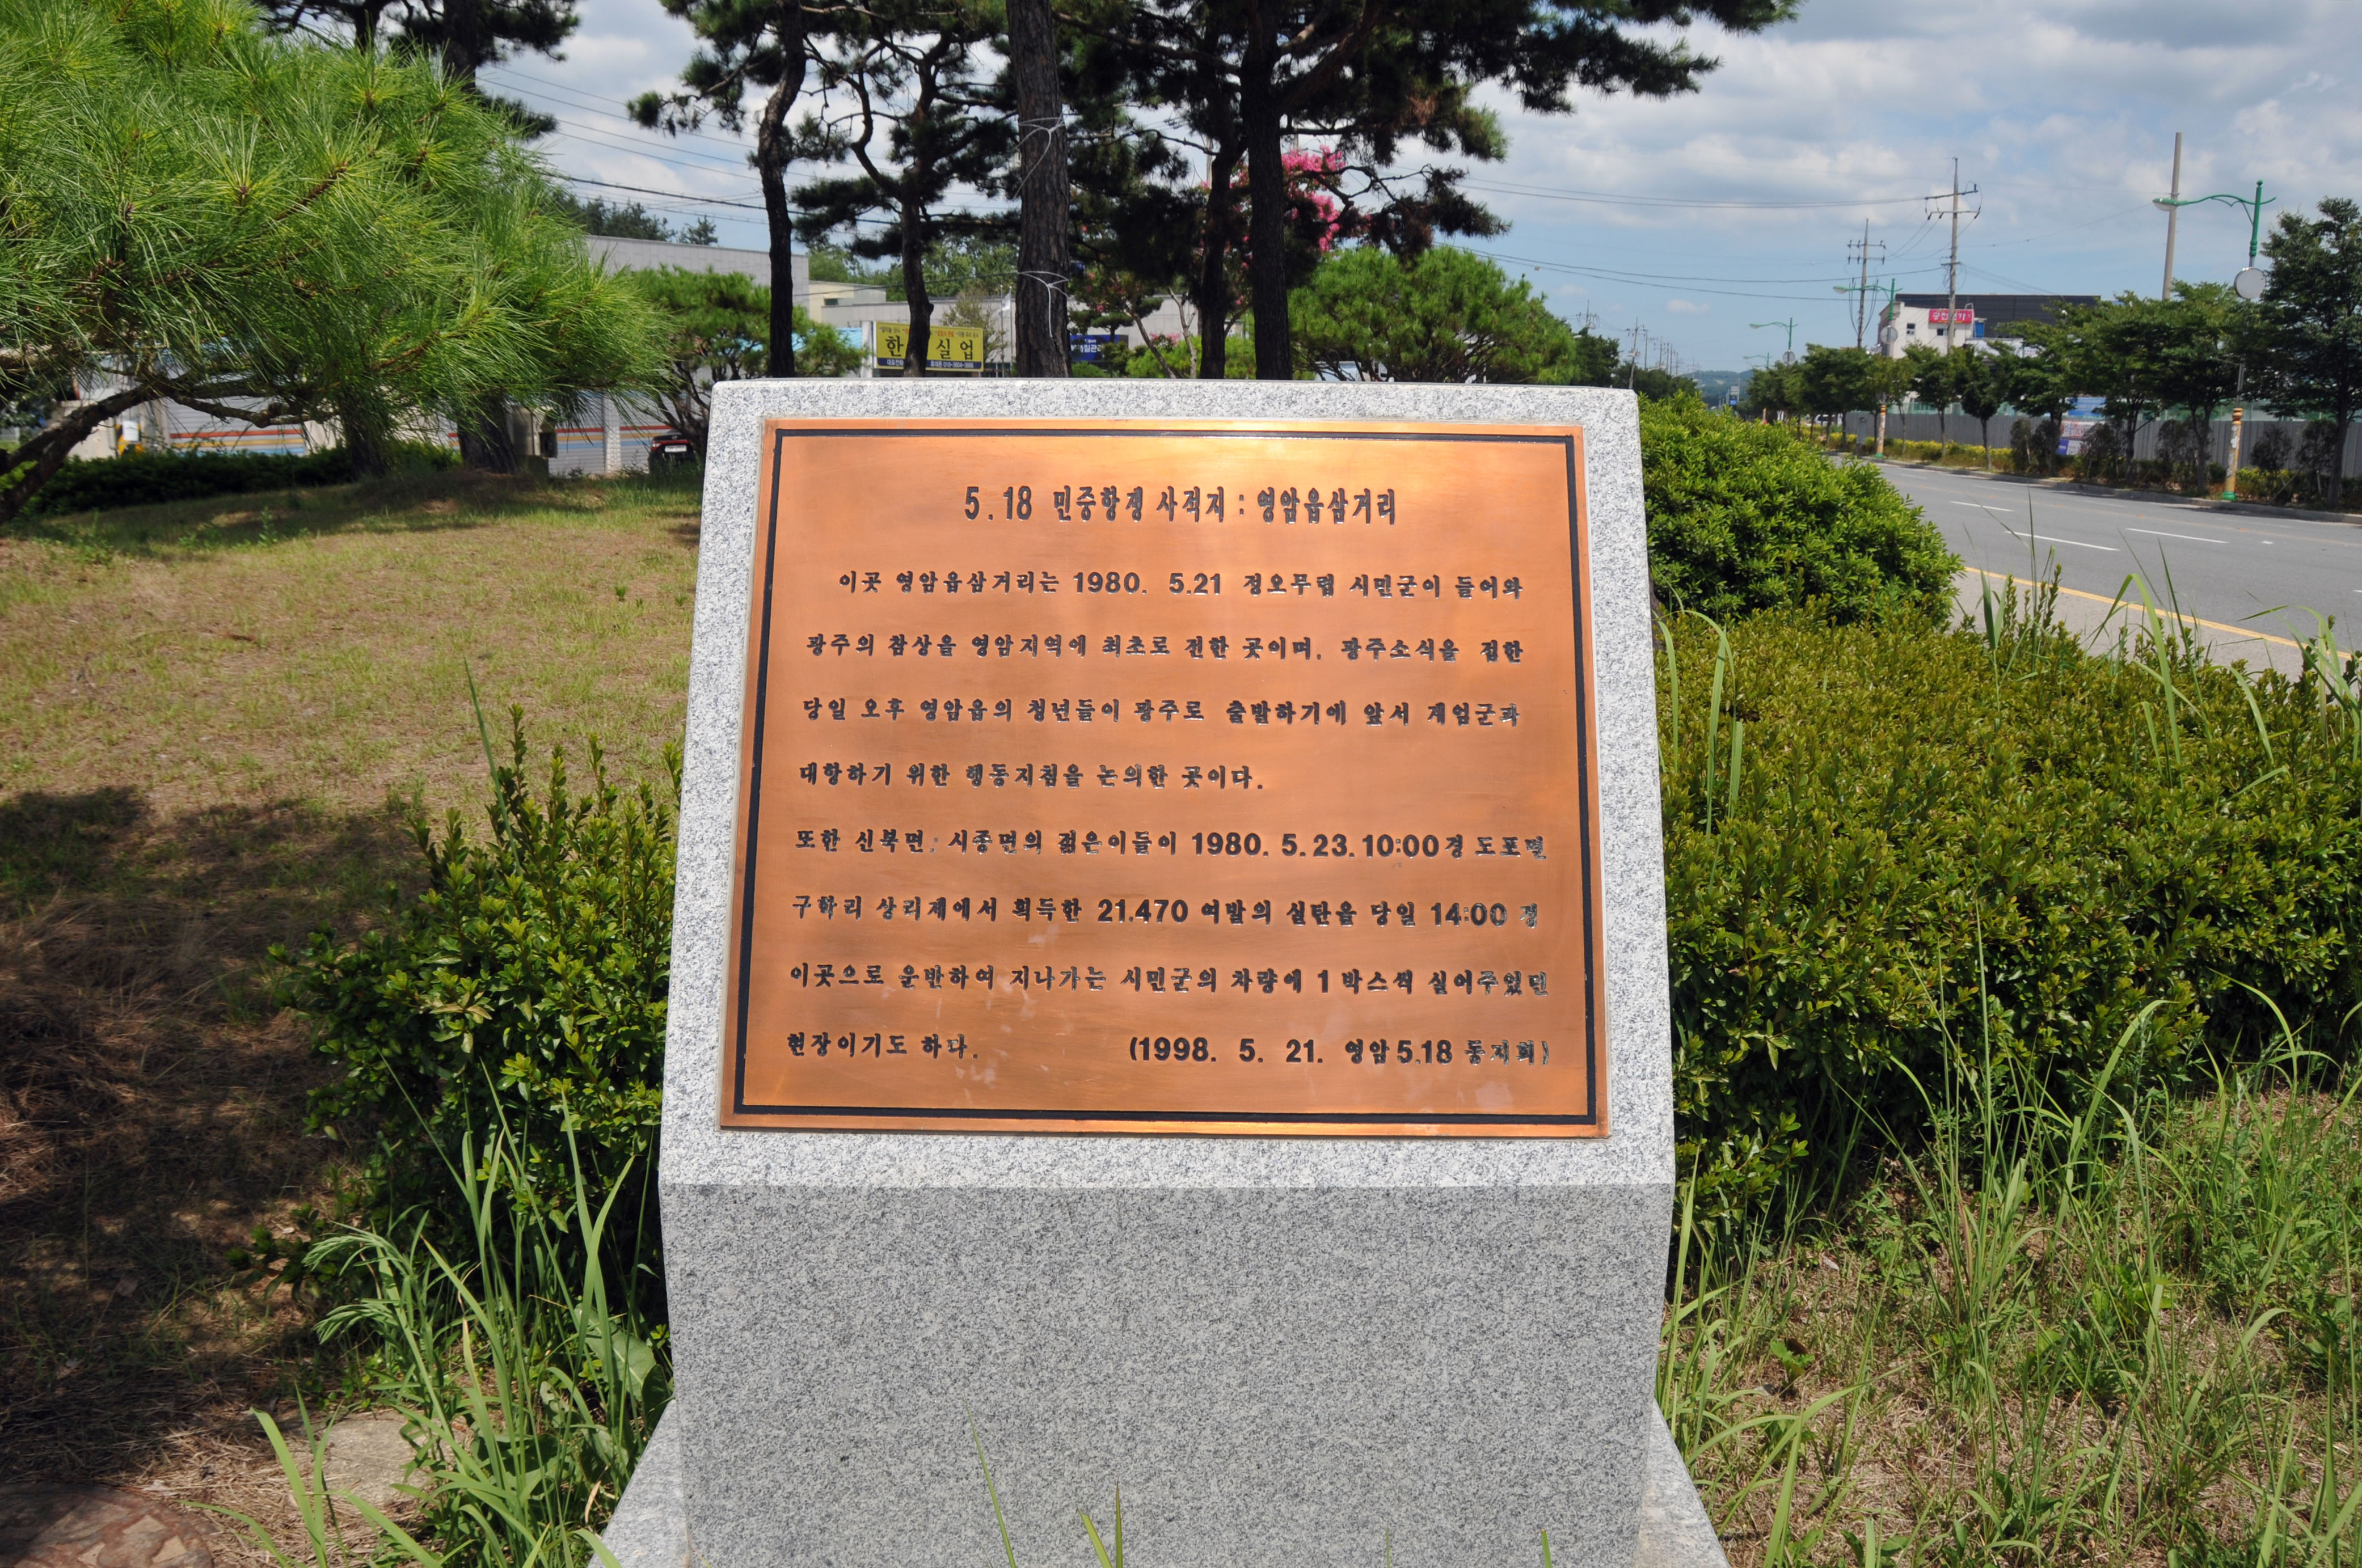 5.18 민중항쟁 사적지 : 영암읍삼거리
이곳 영암읍삼거리는 1980. 5.21 정오무렵 시민군이 들어와
광주의 참상을 영암지역에 최초로 전한 곳이며, 광주소식을 접한
당일 오후 영암읍의 청년들이 광주로 출발하기에 앞서 계엄군과
대항하기 위한 행동지침을 논의한 곳이다.
또한 신북면, 시종면의 젊은이들이 1980. 5.23.10:00경 도포면
구학리 상리제에서 획득한 21.470 여발의 실탄을 당일 14:00 경
이곳으로 운반하여 지나가는 시민군의 차량에 1 박스씩 실어주었던
현장이기도 하다. (1998. 5. 21. 영암5.18 동지회)
한 실업